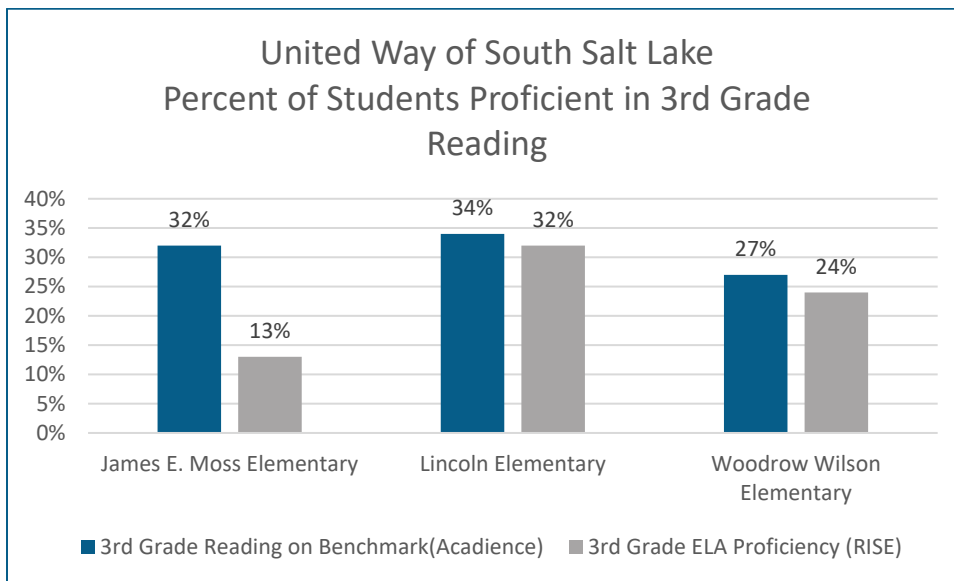 United Way of South Salt Lake
Percent of Students Proficient in 3rd Grade
Reading
40%
35%
30%
25%
20%
15%
10%
5%
0%
32%
13%
34%
32%
27%
24%
James E. Moss Elementary
Lincoln Elementary
Woodrow Wilson
Elementary
3rd Grade Reading on Benchmark(Acadience)
3rd Grade ELA Proficiency (RISE)